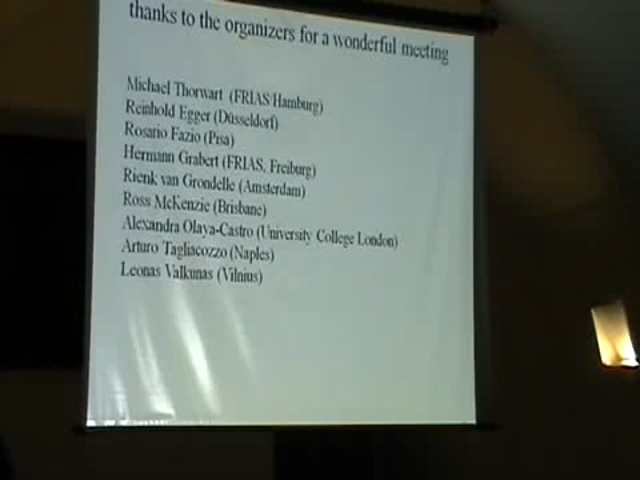 thanks to the organizers for a wonderful meeting
Michael Thorwart (FRIAS/Hamburg)
Reinhold Egger (Düsseldorf)
Rosario Fazio (Pisa)
Hermann Grabert (FRIAS, Freiburg)
Rienk van Grondelle (Amsterdam)
Ross McKenzie (Brisbane)
Alexandra Olaya-Castro (University College London)
Arturo Tagliacozzo (Naples)
Leonas Valkunas (Vilnius)